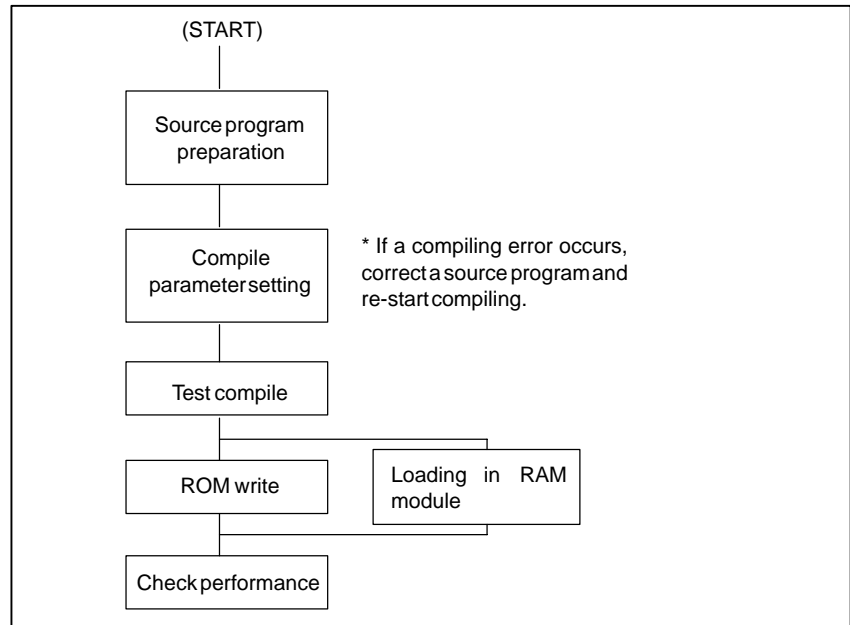 (START)
Source program
preparation
Compile
parameter setting
* If a compiling error occurs,
correct a source program and
re-start compiling.
Test compile
ROM write
Loading in RAM
module
Check performance